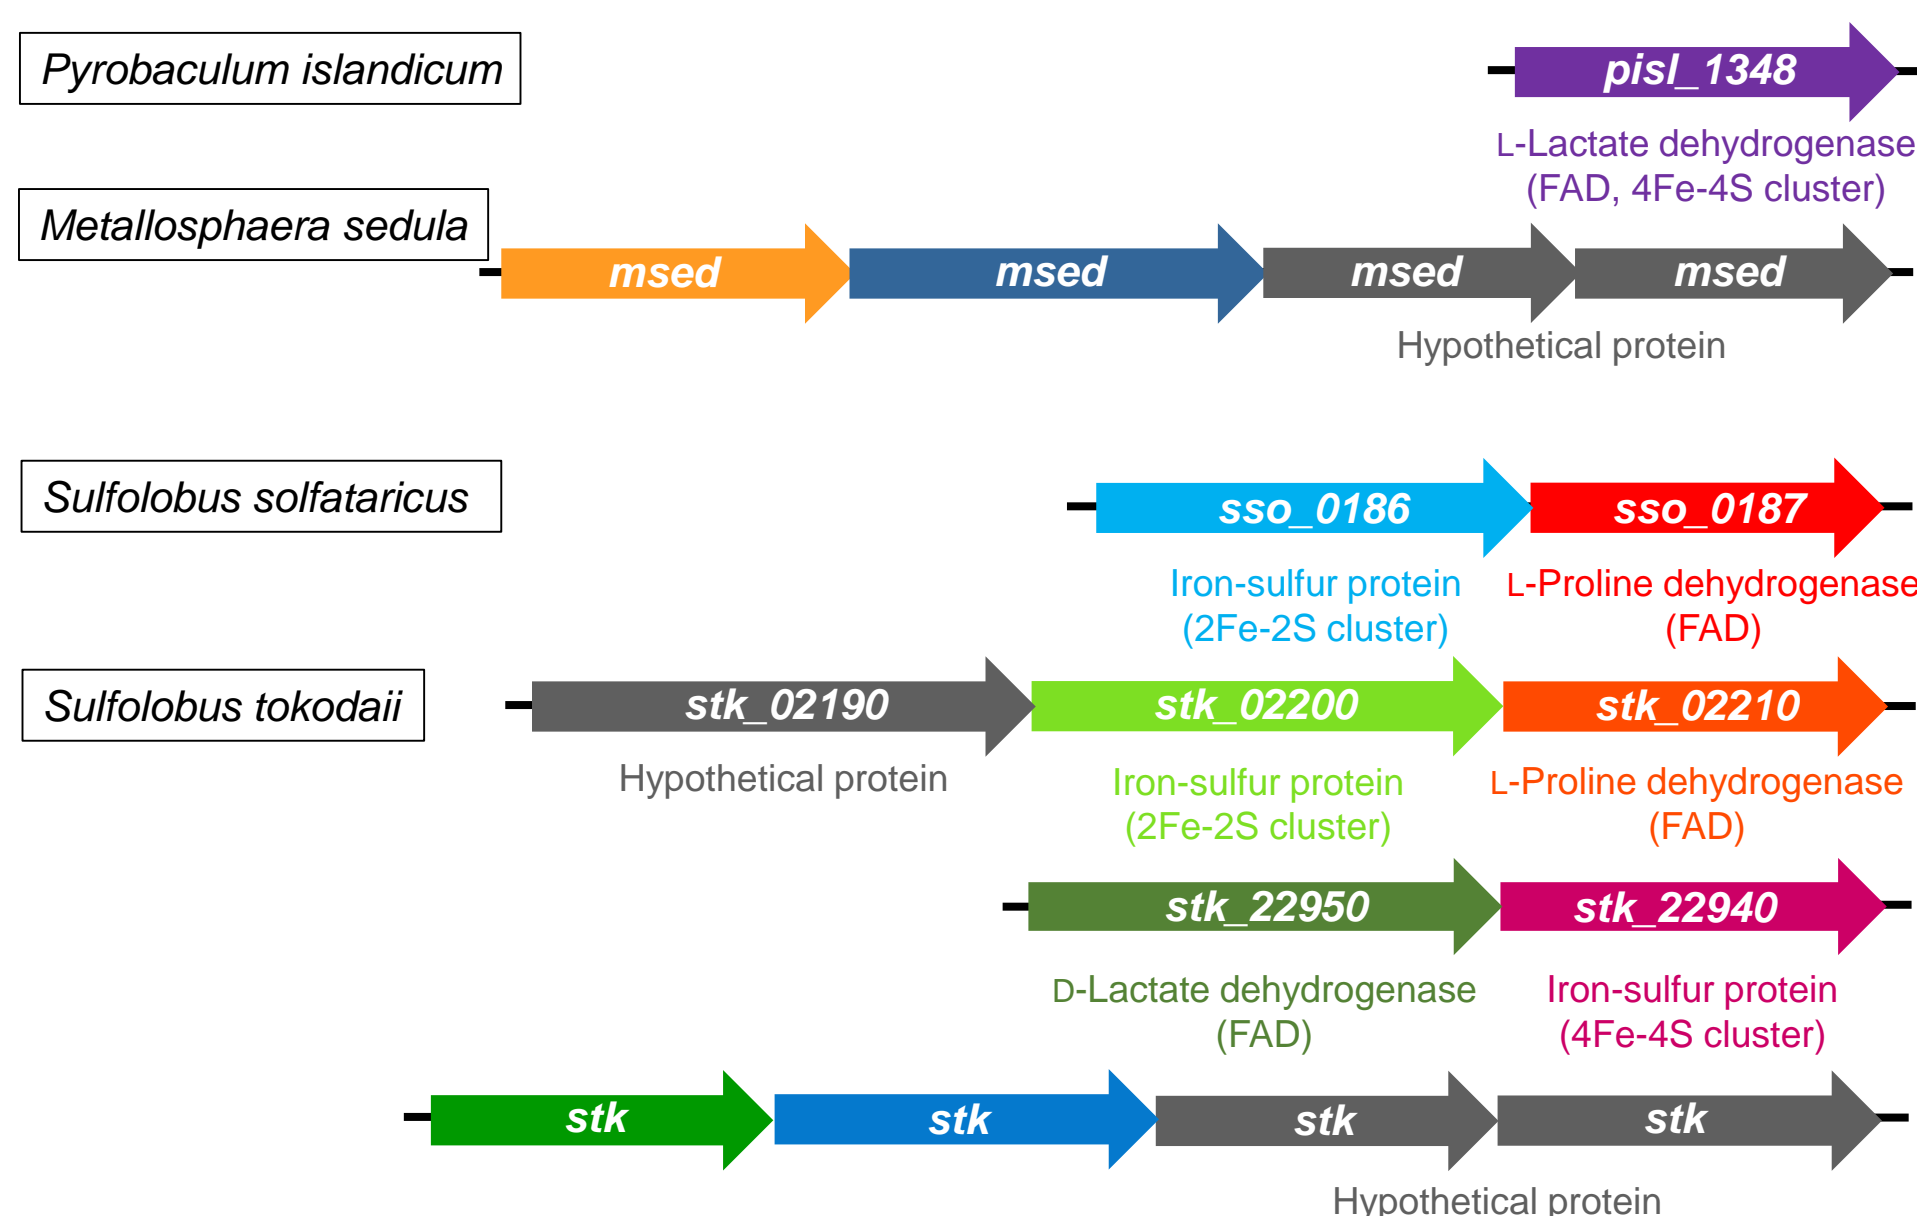 Pyrobaculum islandicum
pisl_1348
L-Lactate dehydrogenase
(FAD, 4Fe-4S cluster)
Metallosphaera sedula
msed msed msed msed
Hypothetical protein
Sulfolobus solfataricus
sso_0186 sso_0187
Iron-sulfur protein
(2Fe-2S cluster)
L-Proline dehydrogenase
(FAD)
Sulfolobus tokodaii
stk_02190 stk_02200 stk_02210
Hypothetical protein
Iron-sulfur protein
(2Fe-2S cluster)
L-Proline dehydrogenase
(FAD)
stk_22950 stk_22940
D-Lactate dehydrogenase
(FAD)
Iron-sulfur protein
(4Fe-4S cluster)
stk stk stk stk
Hypothetical protein